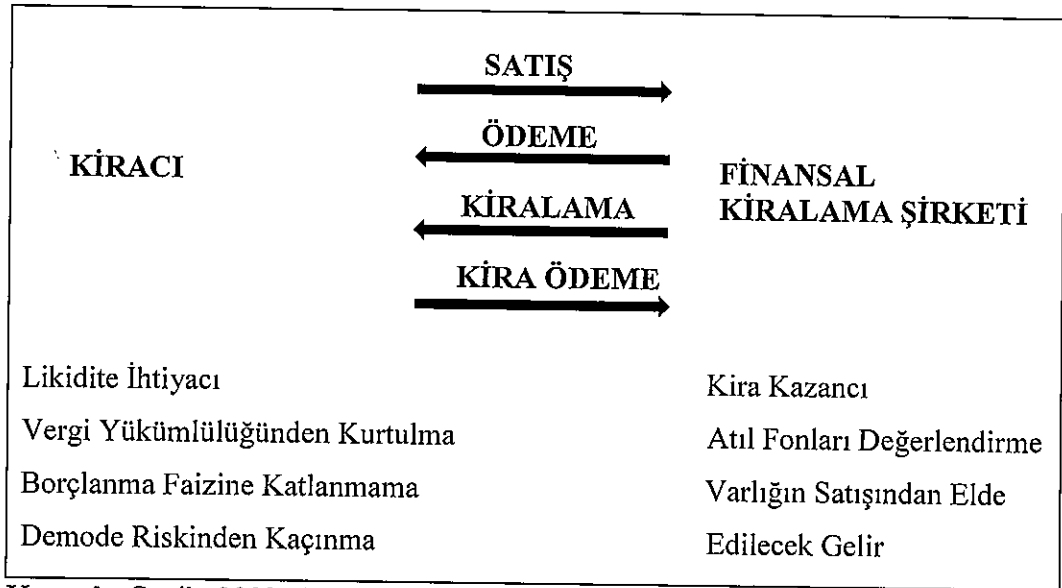 SATIŞ
ÖDEME
KİRACI
FİNANSAL
KİRALAMA ŞİRKETİ
KİRALAMA
KİRA ÖDEME
Likidite İhtiyacı
Vergi Yükümlülüğünden Kurtulma
Borçlanma Faizine Katlanmama
Demode Riskinden Kaçınma
Kira Kazancı
Atıl Fonları Değerlendirme
Varlığın Satışından Elde
Edilecek Gelir